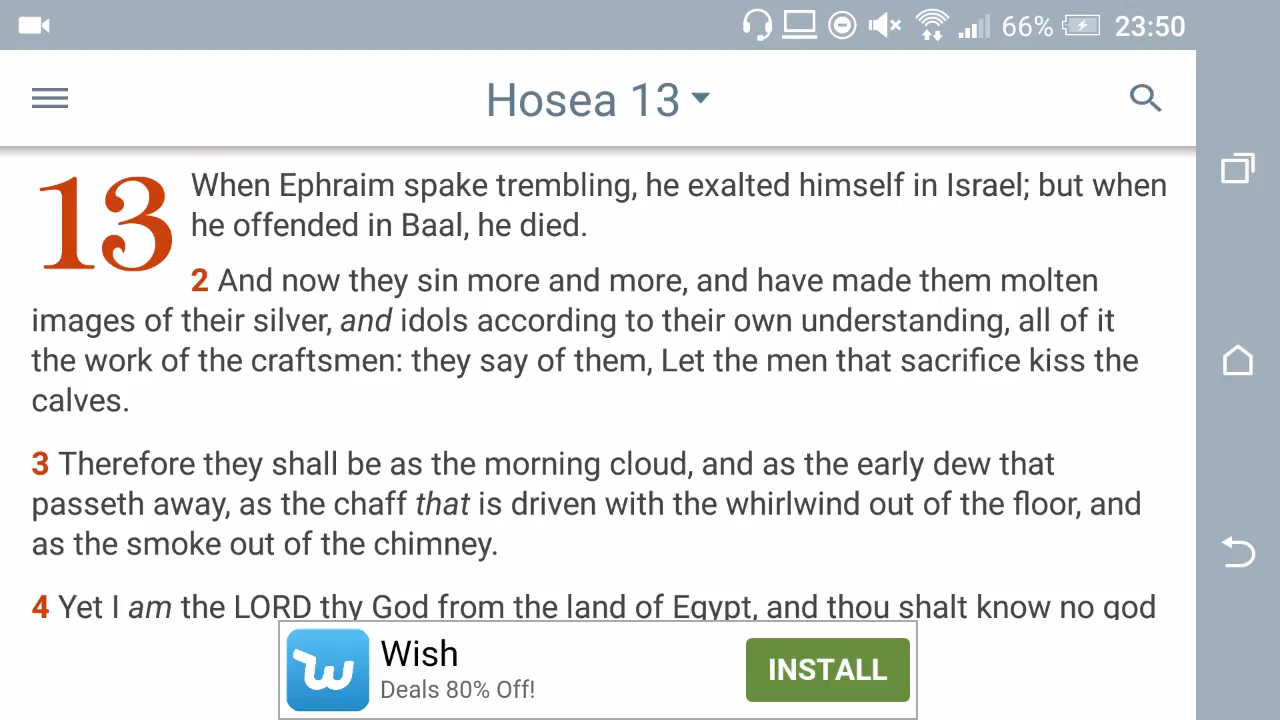 66% 23:50
Hosea 13
13 When Ephraim spake trembling, he exalted himself in Israel; but when
he offended in Baal, he died.
2 And now they sin more and more, and have made them molten
images of their silver, and idols according to their own understanding, all of it
the work of the craftsmen: they say of them, Let the men that sacrifice kiss the
calves.
3 Therefore they shall be as the morning cloud, and as the early dew that
passeth away, as the chaff that is driven with the whirlwind out of the floor, and
as the smoke out of the chimney.
4 Yet I am the LORD thy God from the land of Egypt, and thou shalt know no god
Wish
Deals 80% Off!
INSTALL